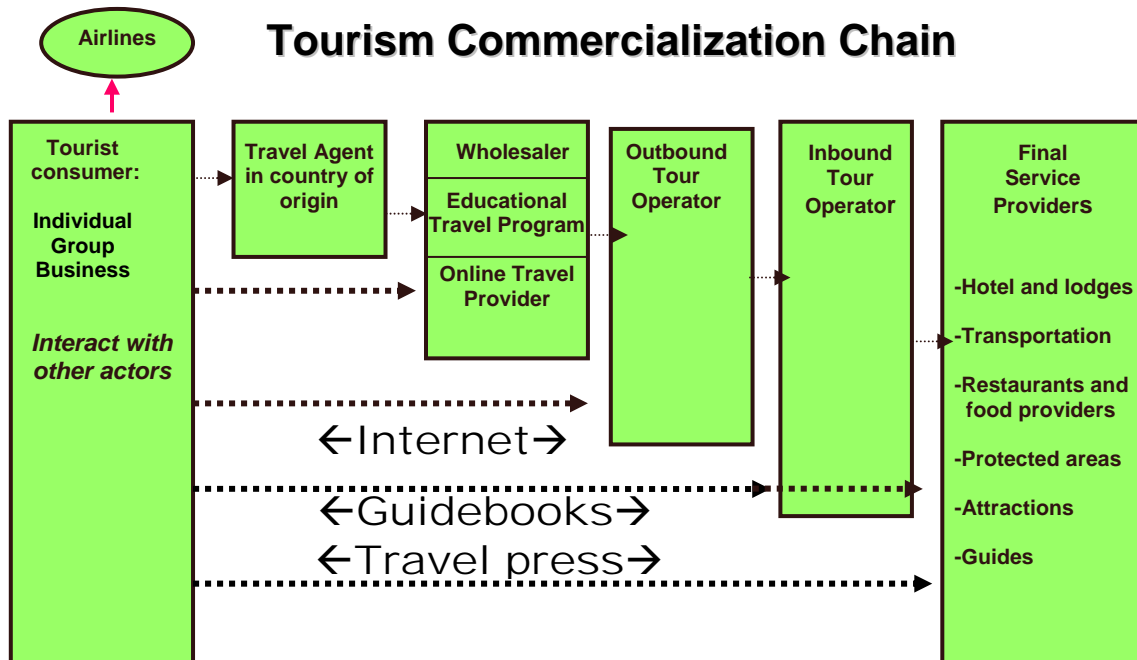 Airlines
Tourism Commercialization Chain
Tourist
consumer:
Individual
Group
Business
Interact with
other actors
Travel Agent
in country of
origin
Wholesaler
Educational
Travel Program
Online Travel
Provider
Outbound
Tour
Operator
Inbound
Tour
Operator
Final
Service
Providers
-Hotel and lodges
-Transportation
-Restaurants and
food providers
-Protected areas
-Attractions
-Guides
←Internet→
←Guidebooks→
←Travel press→